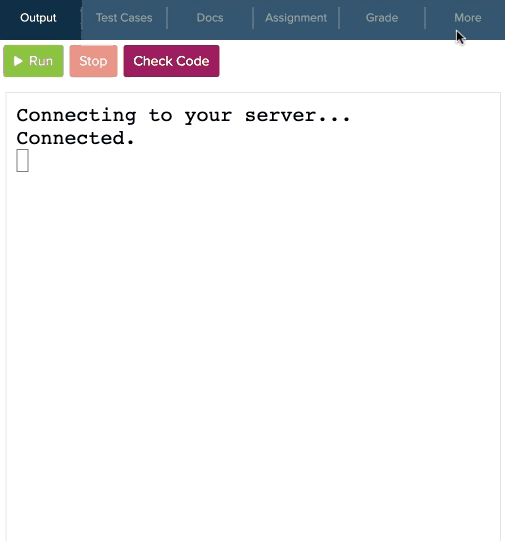 Output Test Cases Docs Assignment Grade More
Run Stop Check Code
Connecting to your server...
Connected.